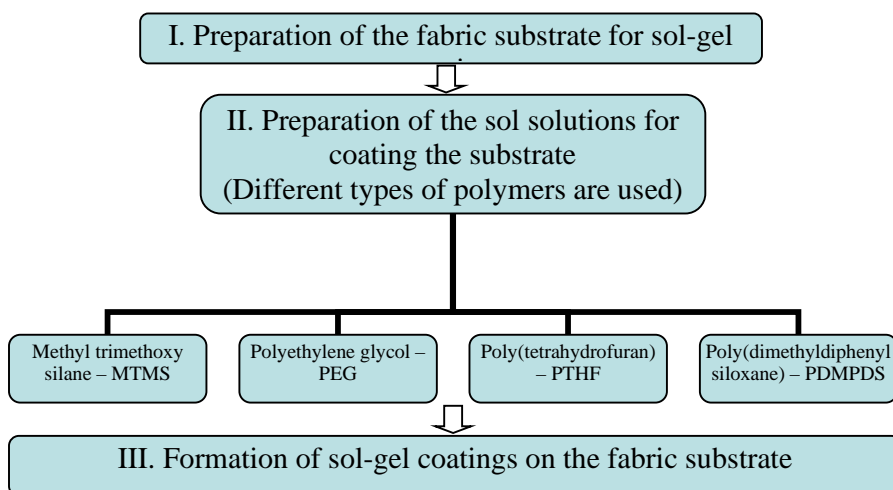 I. Preparation of the fabric substrate for sol-gel
II. Preparation of the sol solutions for
coating the substrate
(Different types of polymers are used)
Methyl trimethoxy
silane – MTMS
Polyethylene glycol –
PEG
Poly(tetrahydrofuran)
– PTHF
Poly(dimethyldiphenyl
siloxane) – PDMPDS
III. Formation of sol-gel coatings on the fabric substrate